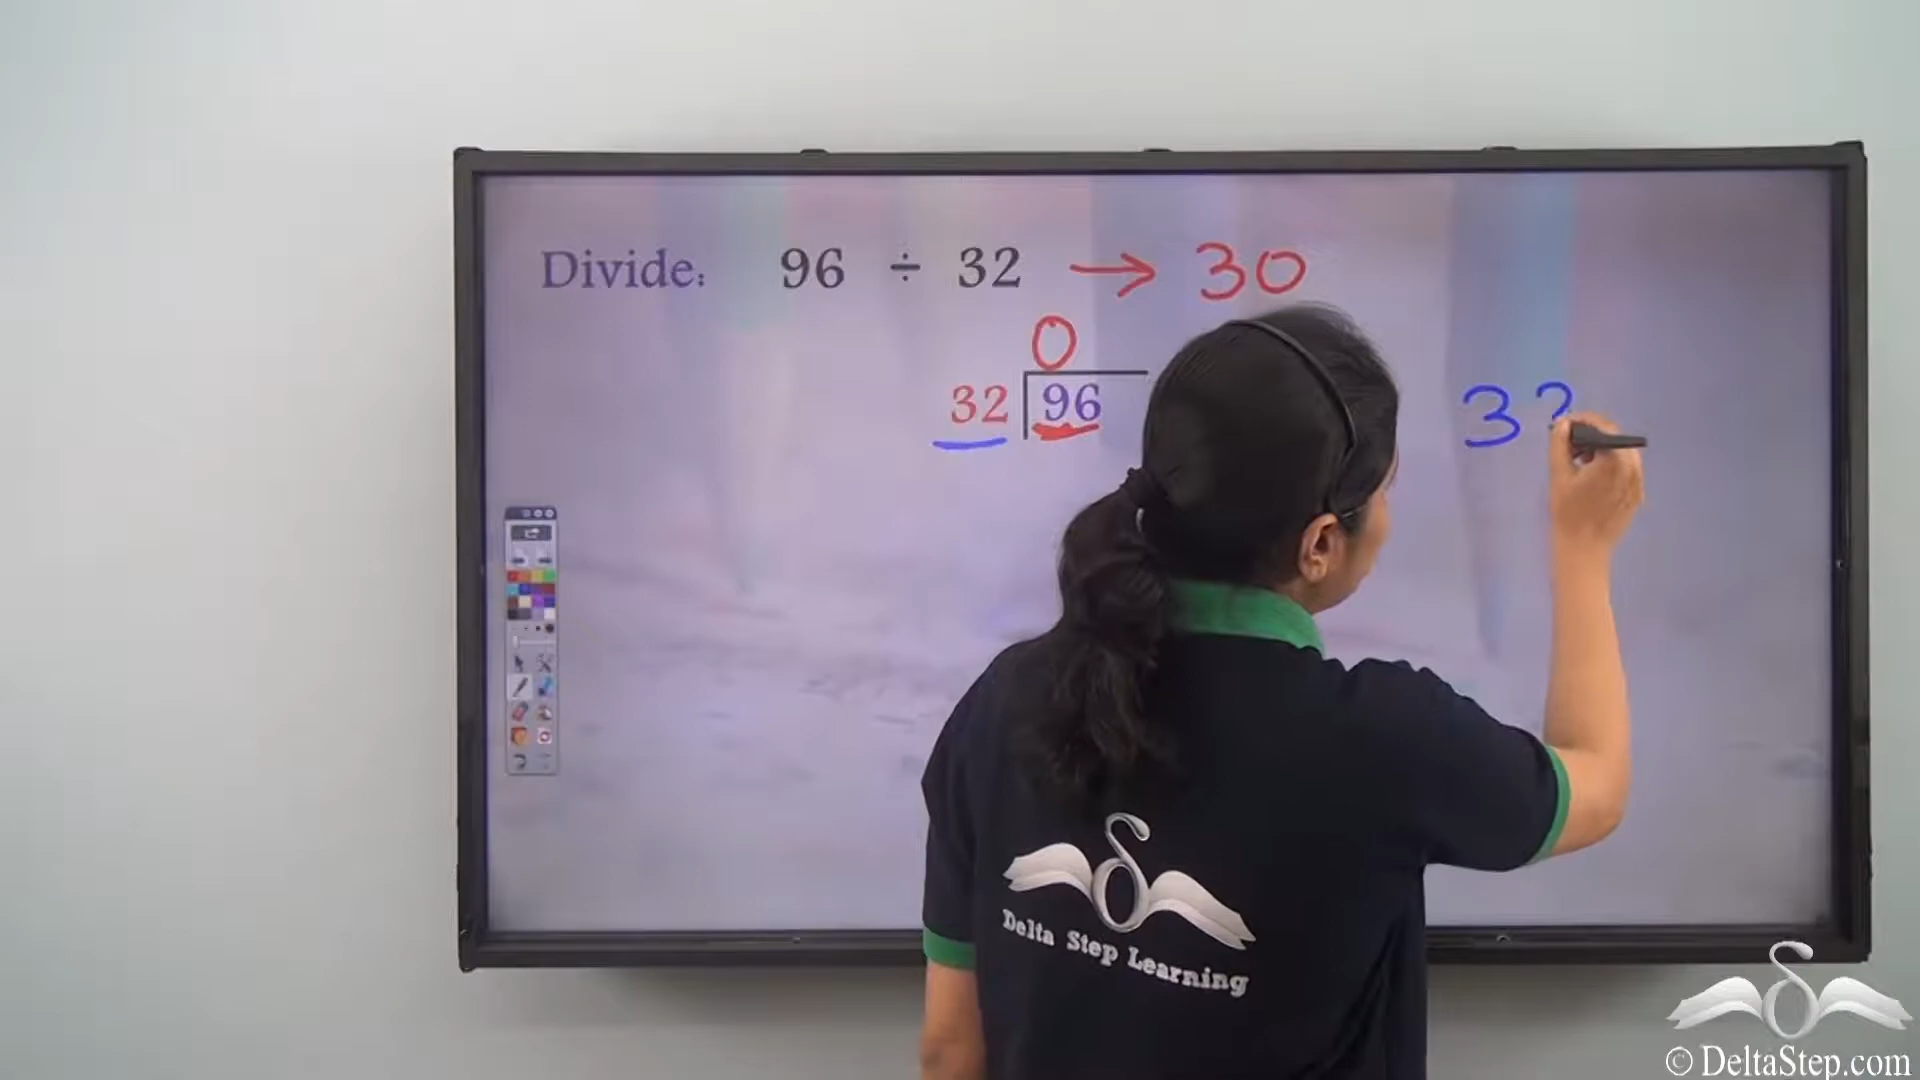 Divide: 96 ÷ 32 → 30
0
32 96
32
Delta Step Learning
© DeltaStep.com